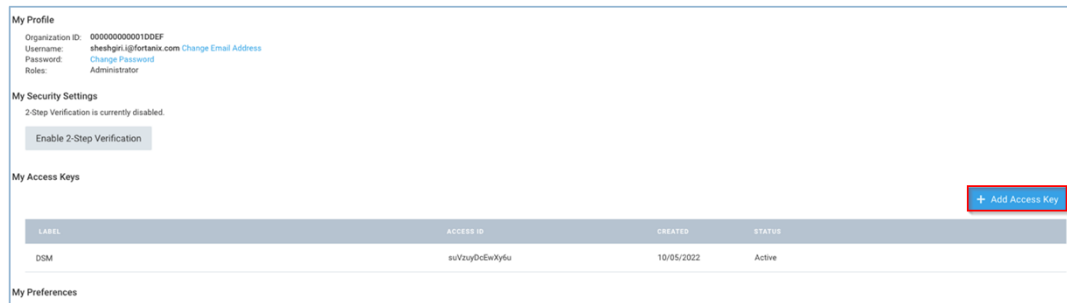 My Profile
Organization ID: 000000000001DDEF
Username: sheshgiri.i@fortanix.com Change Email Address
Password: Change Password
Roles: Administrator
My Security Settings
2-Step Verification is currently disabled.
Enable 2-Step Verification
My Access Keys
+ Add Access Key
LABEL ACCESS ID CREATED STATUS
DSM suVzuyDcEwXy6u 10/05/2022 Active
My Preferences